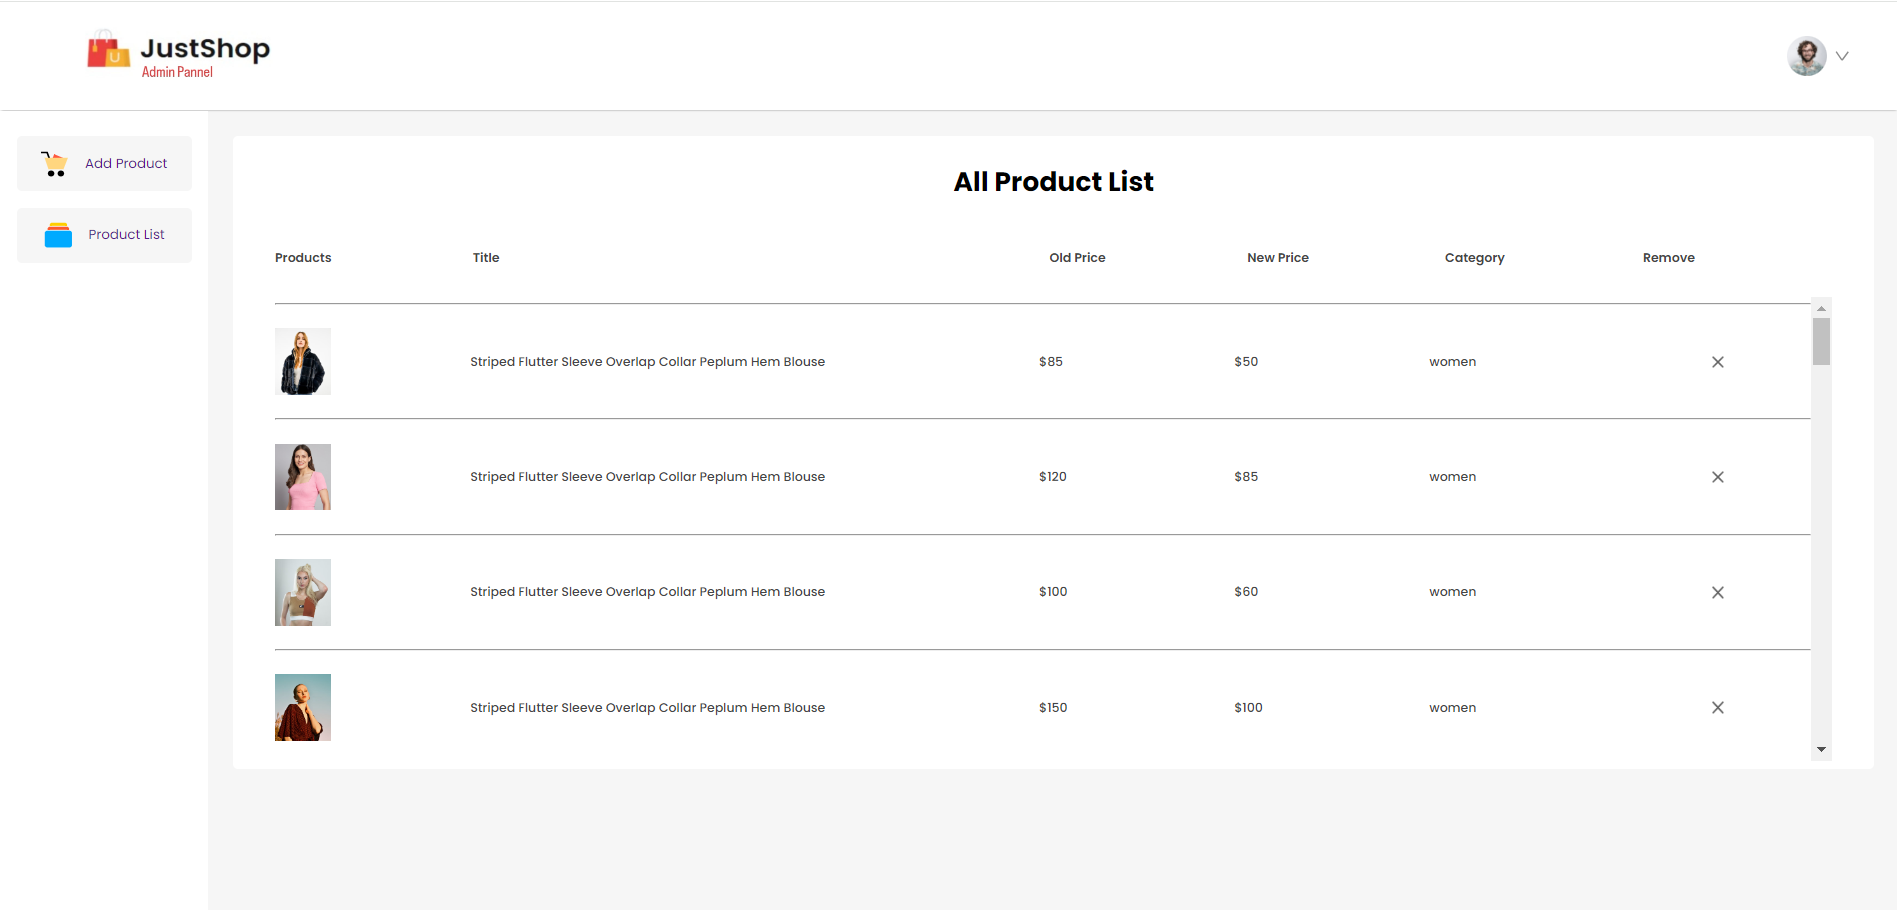 JustShop
Admin Pannel
Add Product
Product List
All Product List
Products Title Old Price New Price Category Remove
Striped Flutter Sleeve Overlap Collar Peplum Hem Blouse $85 $50 women
Striped Flutter Sleeve Overlap Collar Peplum Hem Blouse $120 $85 women
Striped Flutter Sleeve Overlap Collar Peplum Hem Blouse $100 $60 women
Striped Flutter Sleeve Overlap Collar Peplum Hem Blouse $150 $100 women